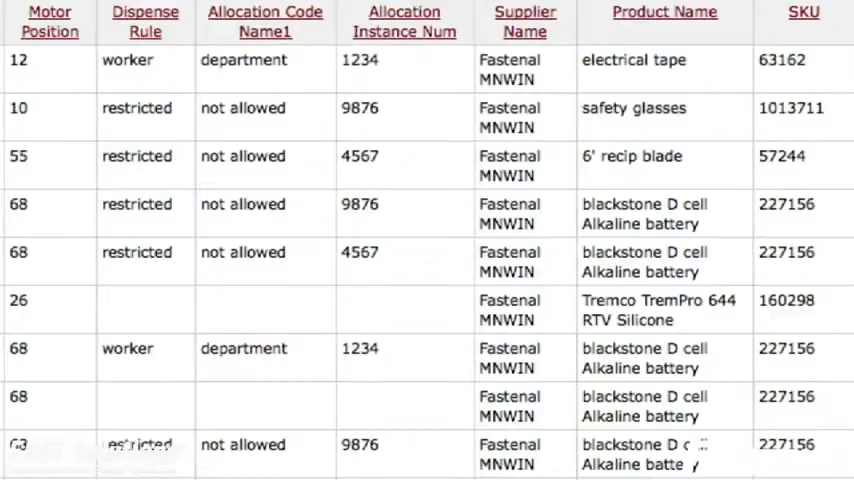 Motor Position Dispense Rule Allocation Code Name1 Allocation Instance Num Supplier Name Product Name SKU
12 worker department 1234 Fastenal MNWIN electrical tape 63162
10 restricted not allowed 9876 Fastenal MNWIN safety glasses 1013711
55 restricted not allowed 4567 Fastenal MNWIN 6' recip blade 57244
68 restricted not allowed 9876 Fastenal MNWIN blackstone D cell Alkaline battery 227156
68 restricted not allowed 4567 Fastenal MNWIN blackstone D cell Alkaline battery 227156
26 Fastenal MNWIN Tremco TremPro 644 RTV Silicone 160298
68 worker department 1234 Fastenal MNWIN blackstone D cell Alkaline battery 227156
68 Fastenal MNWIN blackstone D cell Alkaline battery 227156
restricted not allowed 9876 Fastenal MNWIN blackstone D Alkaline battery 227156